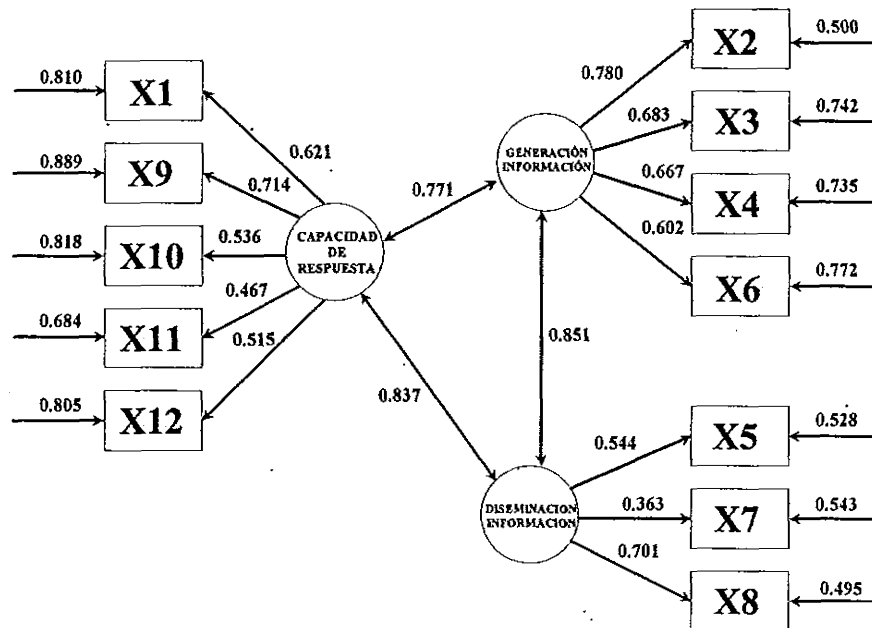 0.810
X1
0.889
X9
0.818
X10
0.684
X11
0.805
X12
0.621
0.714
0.536
0.467
0.515
CAPACIDAD
DE
RESPUESTA
0.771
0.837
GENERACIÓN
INFORMACIÓN
0.851
DISEMINACION
INFORMACION
0.780
0.683
0.667
0.602
X2
0.500
X3
0.742
X4
0.735
X6
0.772
0.544
0.363
0.701
X5
0.528
X7
0.543
X8
0.495